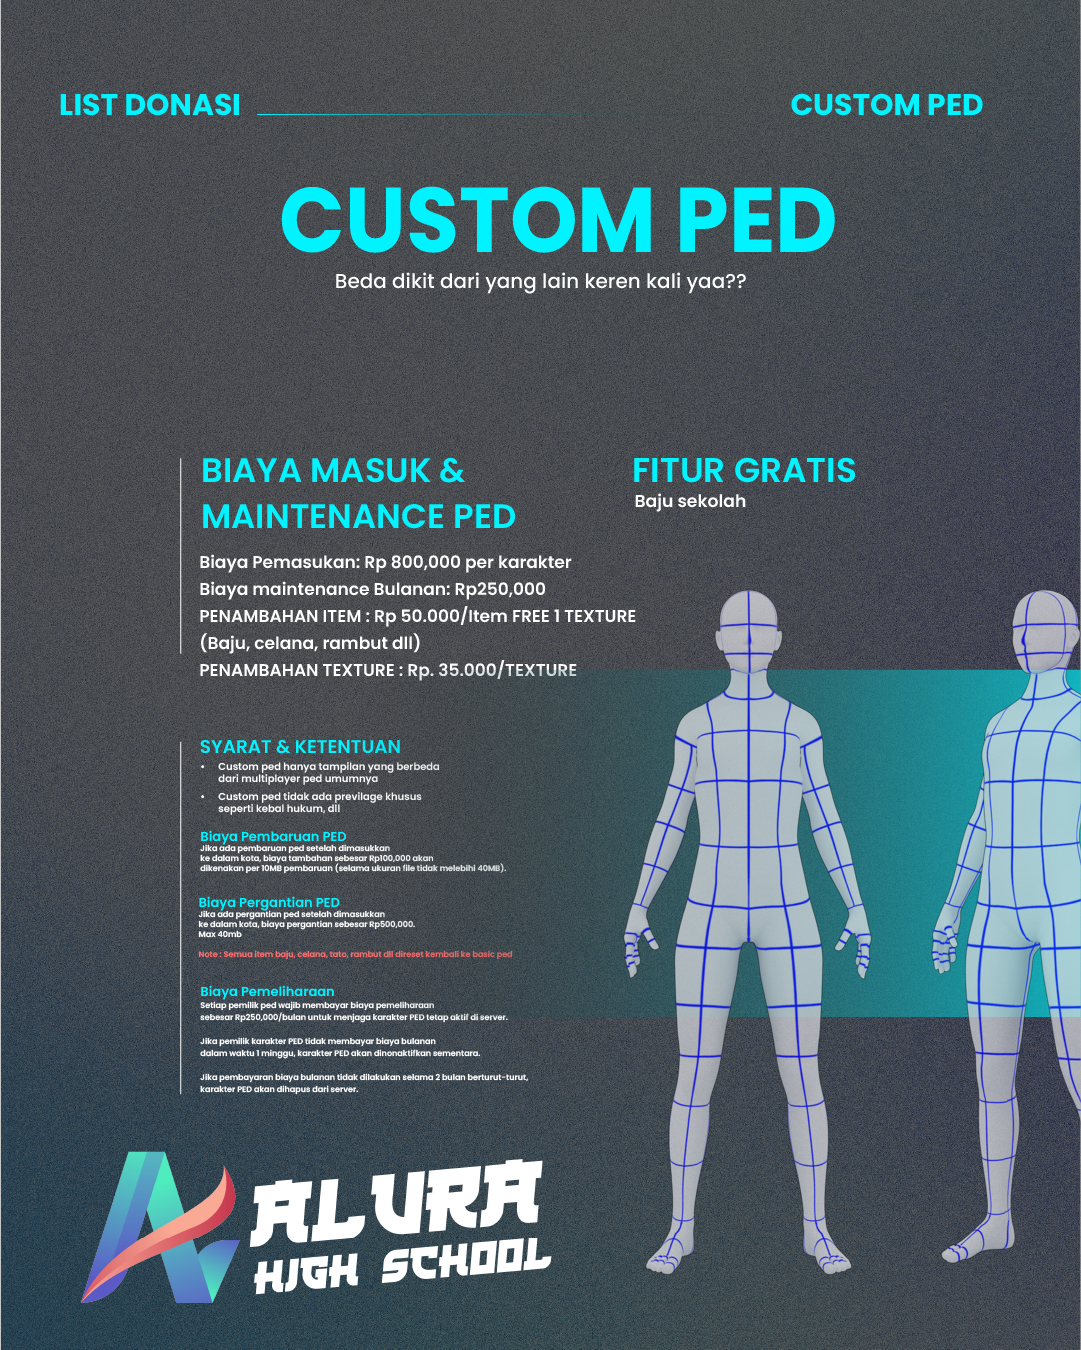 LIST DONASI
CUSTOM PED
CUSTOM PED
Beda dikit dari yang lain keren kali yaa??
BIAYA MASUK &
MAINTENANCE PED
Biaya Pemasukan: Rp 800,000 per karakter
Biaya maintenance Bulanan: Rp250,000
PENAMBAHAN ITEM : Rp 50.000/Item FREE 1 TEXTURE
(Baju, celana, rambut dll)
PENAMBAHAN TEXTURE : Rp. 35.000/TEXTURE
FITUR GRATIS
Baju sekolah
SYARAT & KETENTUAN
• Custom ped hanya tampilan yang berbeda
dari multiplayer ped umumnya
• Custom ped tidak ada previlage khusus
seperti kebal hukum, dll
Biaya Pembaruan PED
Jika ada pembaruan ped setelah dimasukkan
ke dalam kota, biaya tambahan sebesar Rp100,000 akan
dikenakan per 10MB pembaruan (selama ukuran file tidak melebihi 40MB).
Biaya Pergantian PED
Jika ada pergantian ped setelah dimasukkan
ke dalam kota, biaya pergantian sebesar Rp500,000.
Max 40mb
Note : Semua item baju, celana, tato, rambut dll direset kembali ke basic ped
Biaya Pemeliharaan
Setiap pemilik ped wajib membayar biaya pemeliharaan
sebesar Rp250,000/bulan untuk menjaga karakter PED tetap aktif di server.
Jika pemilik karakter PED tidak membayar biaya bulanan
dalam waktu 1 minggu, karakter PED akan dinonaktifkan sementara.
Jika pembayaran biaya bulanan tidak dilakukan selama 2 bulan berturut-turut,
karakter PED akan dihapus dari server.
ALURA
HIGH SCHOOL